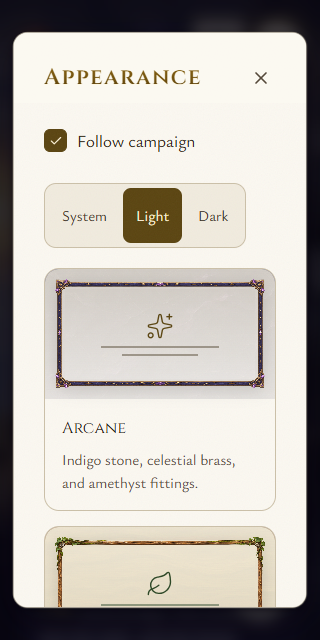 Appearance
Follow campaign
System Light Dark
Arcane
Indigo stone, celestial brass,
and amethyst fittings.